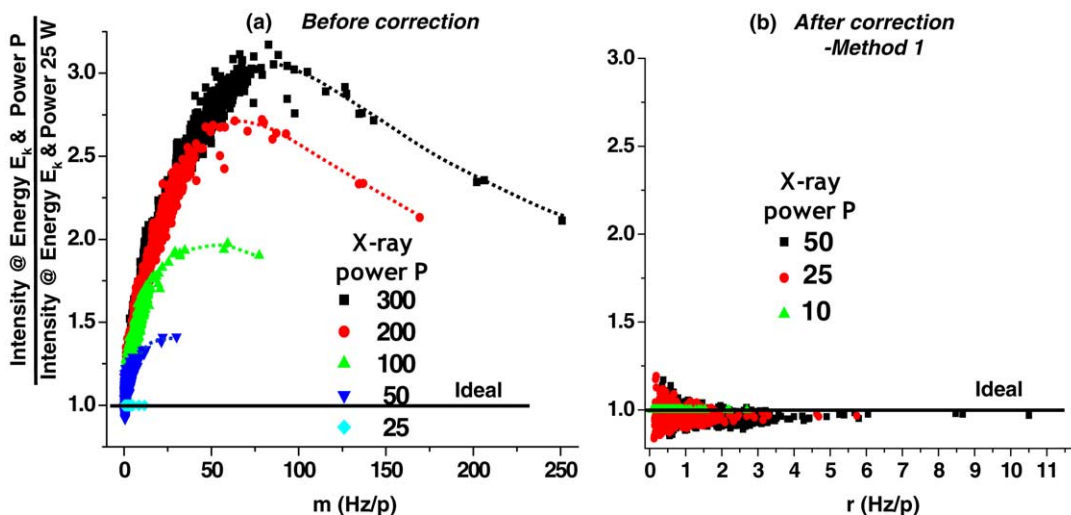 (a) Before correction
Intensity @ Energy Ek & Power P
Intensity @ Energy Ek & Power 25 W
3.0
2.5
2.0
1.5
1.0
X-ray
power P
300
200
100
50
25
Ideal
0 50 100 150 200 250
m (Hz/p)
(b) After correction
-Method 1
3.0
2.5
2.0
1.5
1.0
X-ray
power P
50
25
10
Ideal
0 1 2 3 4 5 6 7 8 9 10 11
r (Hz/p)